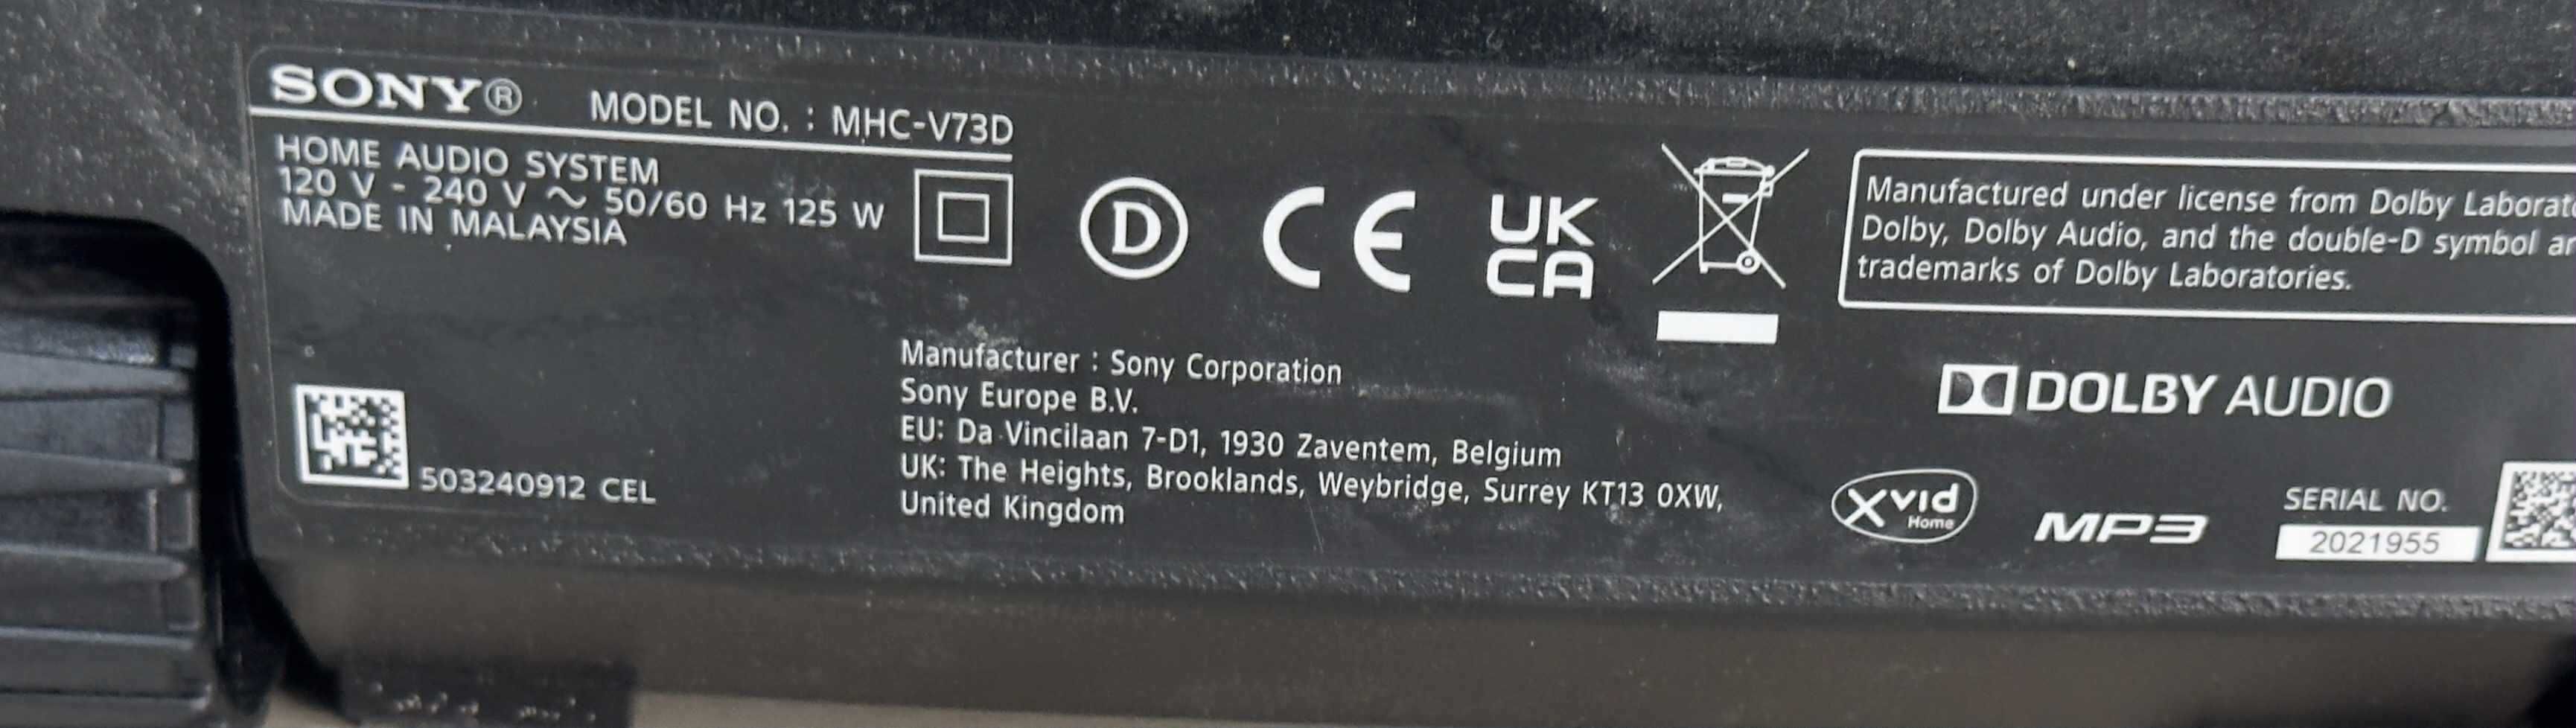 SONY® MODEL NO. : MHC-V73D
HOME AUDIO SYSTEM
120 V - 240 V ~ 50/60 Hz 125 W
MADE IN MALAYSIA
D
CE
UK
CA
Manufactured under license from Dolby
Dolby, Dolby Audio, and the double-D symbol
trademarks of Dolby Laboratories.
Manufacturer : Sony Corporation
Sony Europe B.V.
EU: Da Vincilaan 7-D1, 1930 Zaventem, Belgium
UK: The Heights, Brooklands, Weybridge, Surrey KT13 0XW,
United Kingdom
503240912 CEL
DOLBY AUDIO
XVID
Home
MP3
SERIAL NO.
2021955